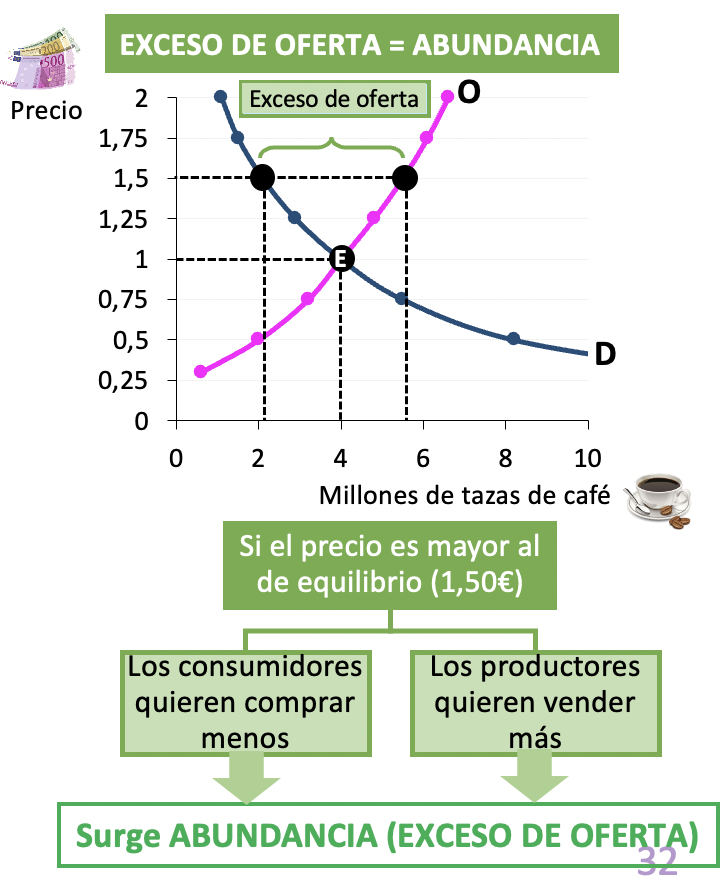 EXCESO DE OFERTA = ABUNDANCIA
500
200
Precio
Exceso de oferta
O
2
1,75
1,5
1,25
1
E
0,75
0,5
D
0,25
0
0 2 4 6 8 10
Millones de tazas de café
Si el precio es mayor al
de equilibrio (1,50€)
Los consumidores
quieren comprar
menos
Los productores
quieren vender
más
Surge ABUNDANCIA (EXCESO DE OFERTA)
32